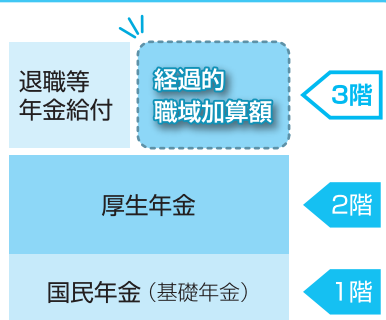 退職等
年金給付
経過的
職域加算額
3階
厚生年金
2階
国民年金（基礎年金）
1階